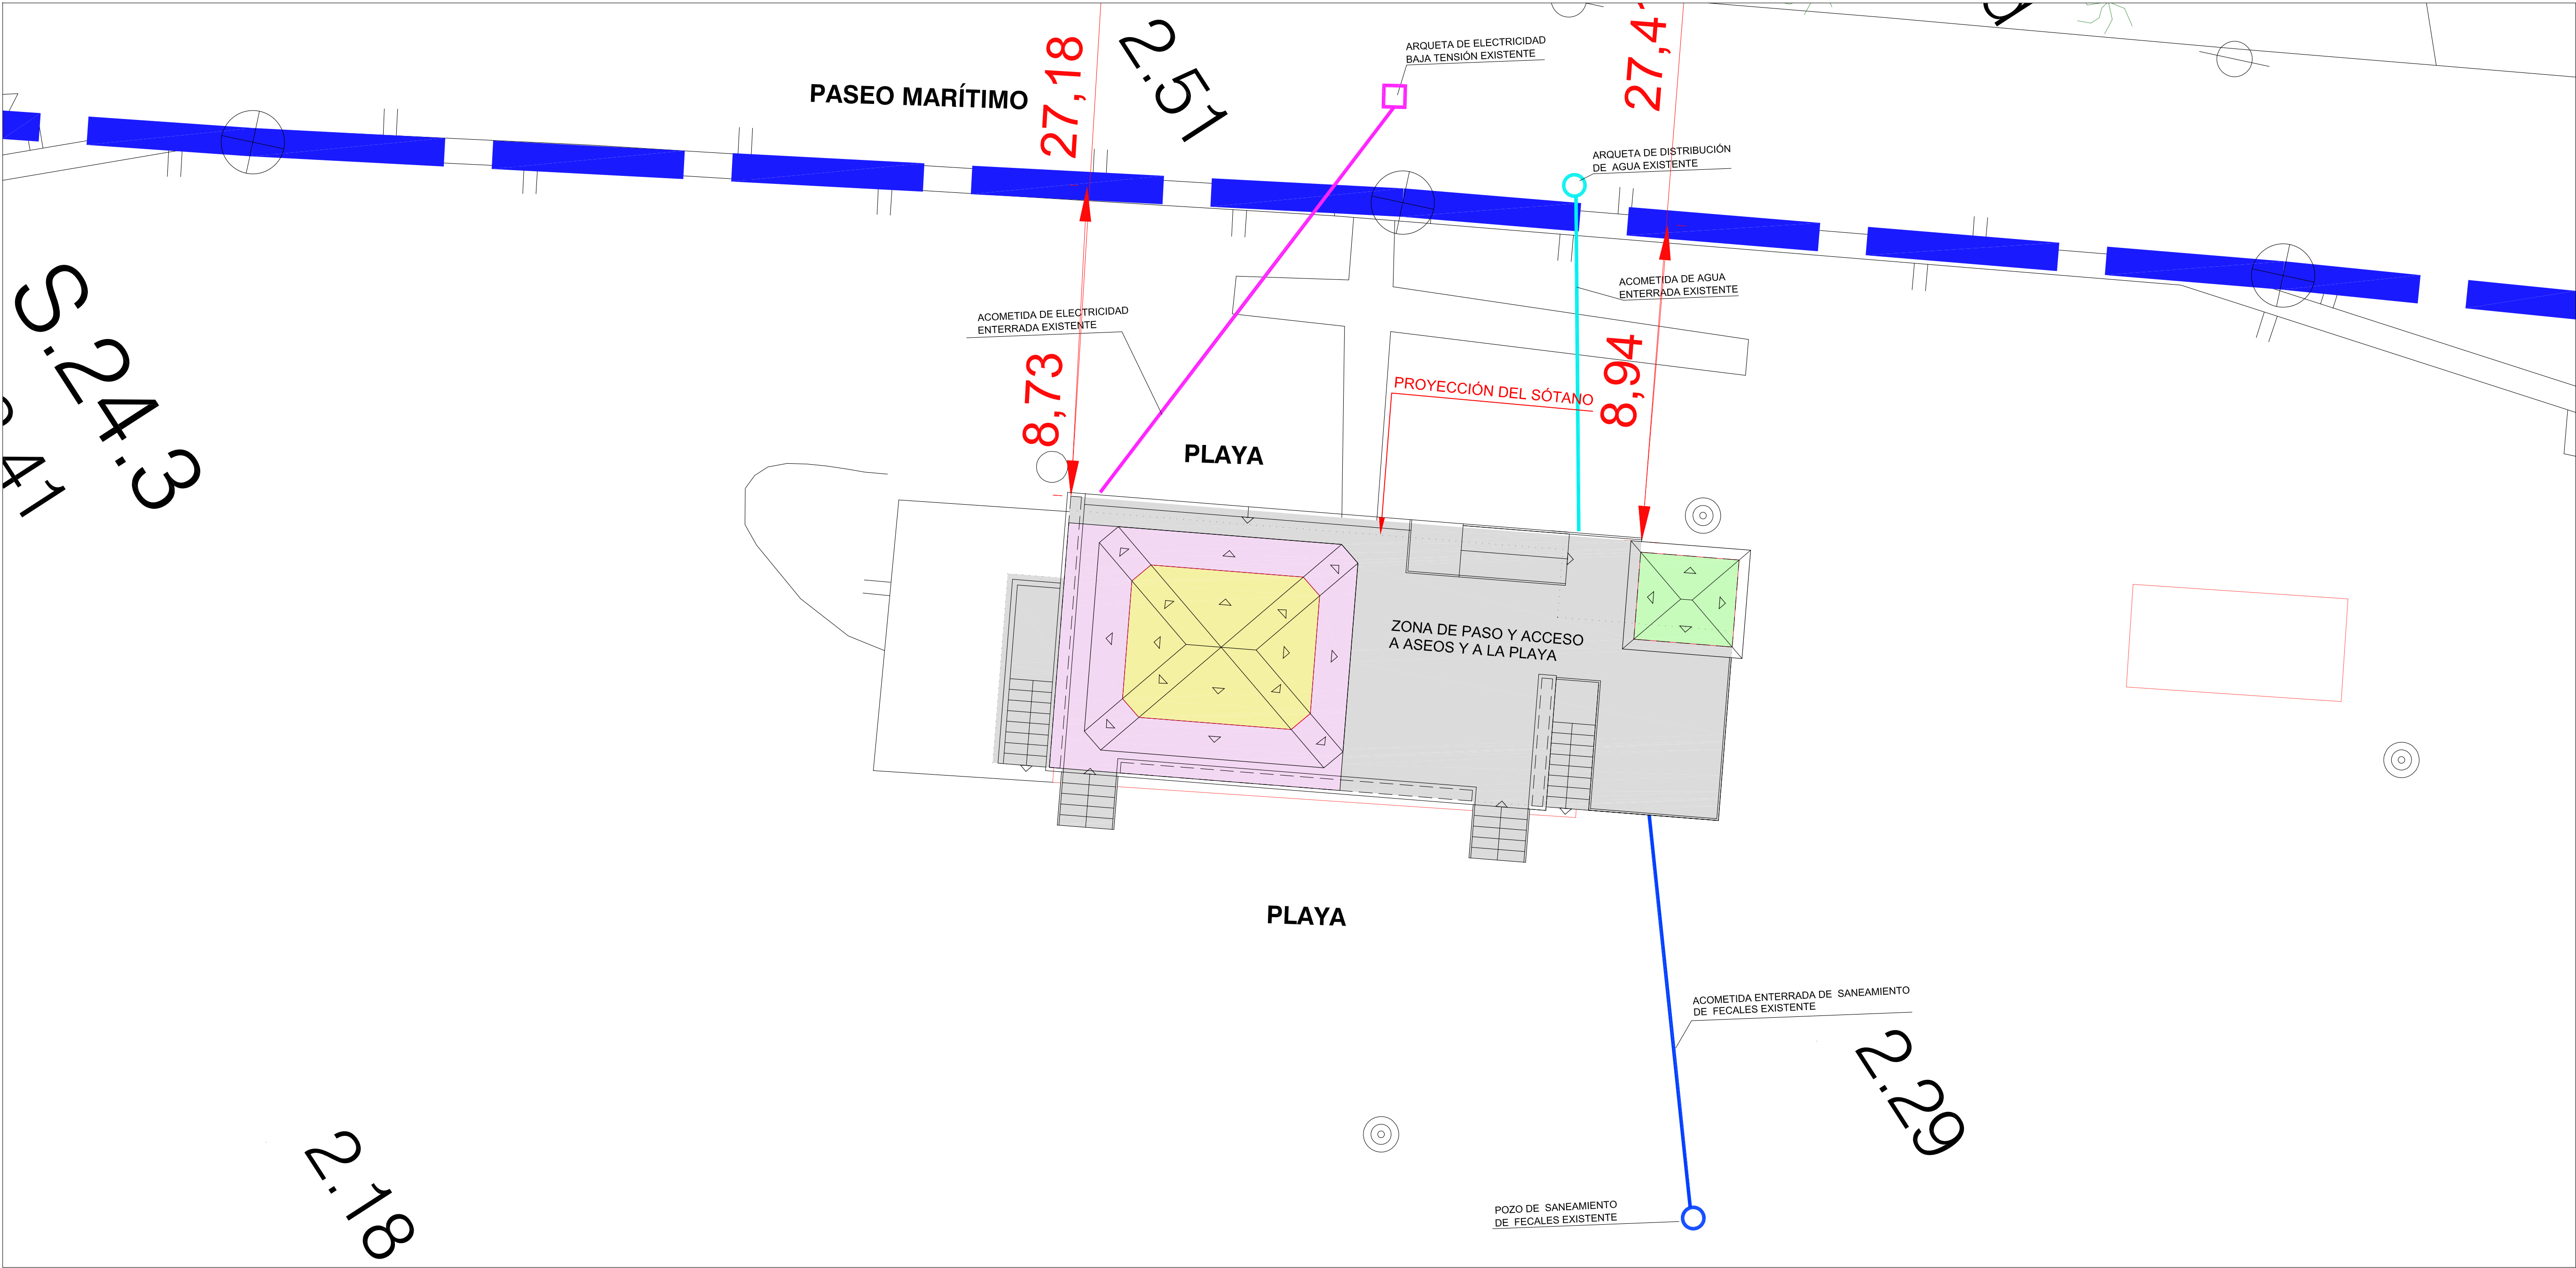 27,18
2.51
27,4
ARQUETA DE ELECTRICIDAD
BAJA TENSIÓN EXISTENTE
PASEO MARÍTIMO
ARQUETA DE DISTRIBUCIÓN
DE AGUA EXISTENTE
S.24.3
41
ACOMETIDA DE AGUA
ENTERRADA EXISTENTE
ACOMETIDA DE ELECTRICIDAD
ENTERRADA EXISTENTE
8,73
8,94
PROYECCIÓN DEL SÓTANO
PLAYA
ZONA DE PASO Y ACCESO
A ASEOS Y A LA PLAYA
PLAYA
ACOMETIDA ENTERRADA DE SANEAMIENTO
DE FECALES EXISTENTE
2.29
2.18
POZO DE SANEAMIENTO
DE FECALES EXISTENTE